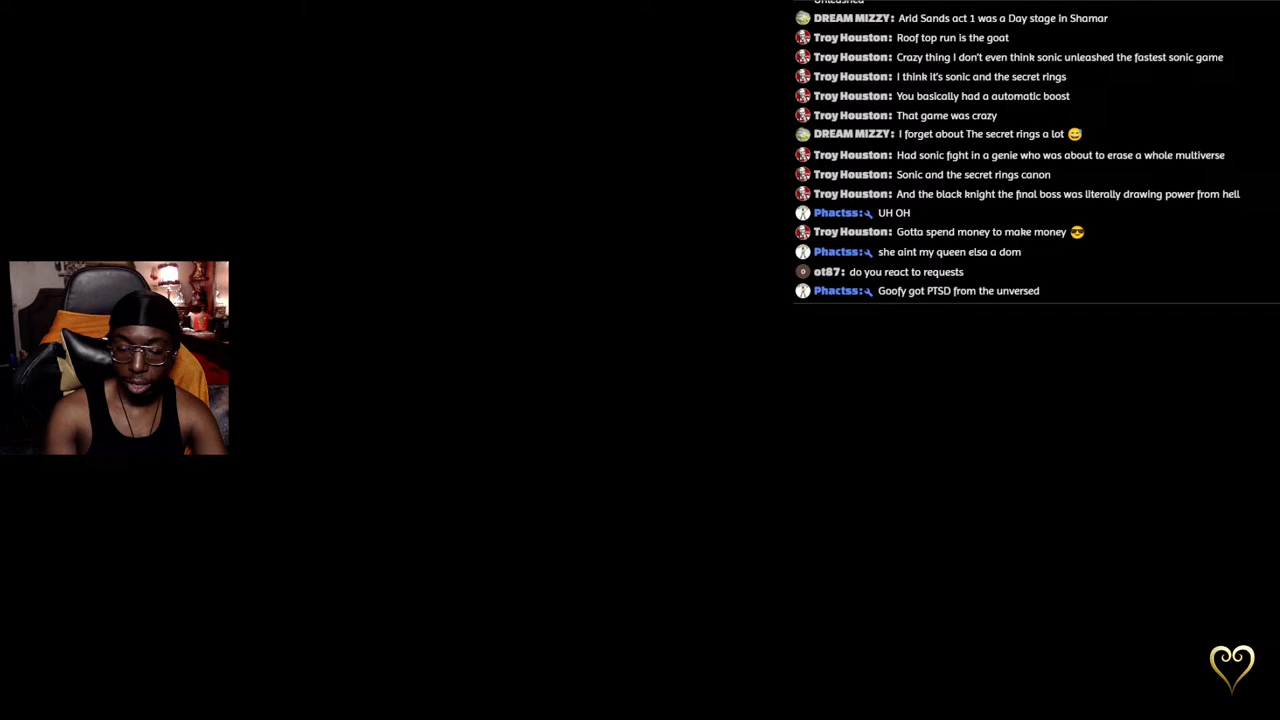 Unleashed
DREAM MIZZY: Arid Sands act 1 was a Day stage in Shamar
Troy Houston: Roof top run is the goat
Troy Houston: Crazy thing I don't even think sonic unleashed the fastest sonic game
Troy Houston: I think it's sonic and the secret rings
Troy Houston: You basically had a automatic boost
Troy Houston: That game was crazy
DREAM MIZZY: I forget about The secret rings a lot 😅
Troy Houston: Had sonic fight in a genie who was about to erase a whole multiverse
Troy Houston: Sonic and the secret rings canon
Troy Houston: And the black knight the final boss was literally drawing power from hell
Phactss: UH OH
Troy Houston: Gotta spend money to make money 😎
Phactss: she aint my queen elsa a dom
ot87: do you react to requests
Phactss: Goofy got PTSD from the unversed